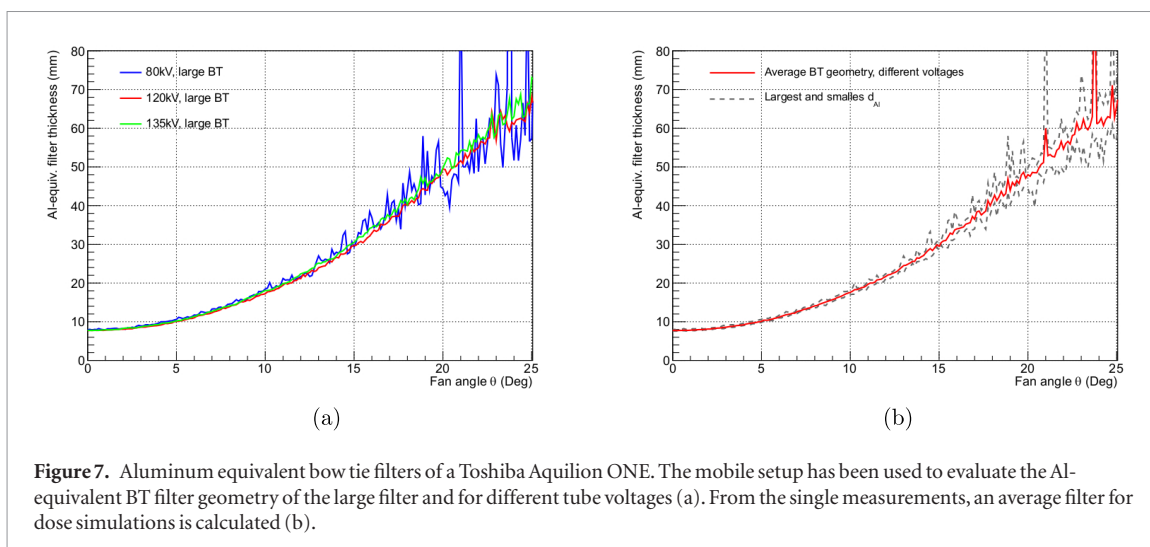 80
70
60
50
40
30
20
10
0
Al-equiv. filter thickness (mm)
80kV, large BT
120kV, large BT
135kV, large BT
0 5 10 15 20 25
Fan angle θ (Deg)
(a)
80
70
60
50
40
30
20
10
0
Al-equiv. filter thickness (mm)
Average BT geometry, different voltages
Largest and smalles d_Al
0 5 10 15 20 25
Fan angle θ (Deg)
(b)
Figure 7. Aluminum equivalent bow tie filters of a Toshiba Aquilion ONE. The mobile setup has been used to evaluate the Al-
equivalent BT filter geometry of the large filter and for different tube voltages (a). From the single measurements, an average filter for
dose simulations is calculated (b).